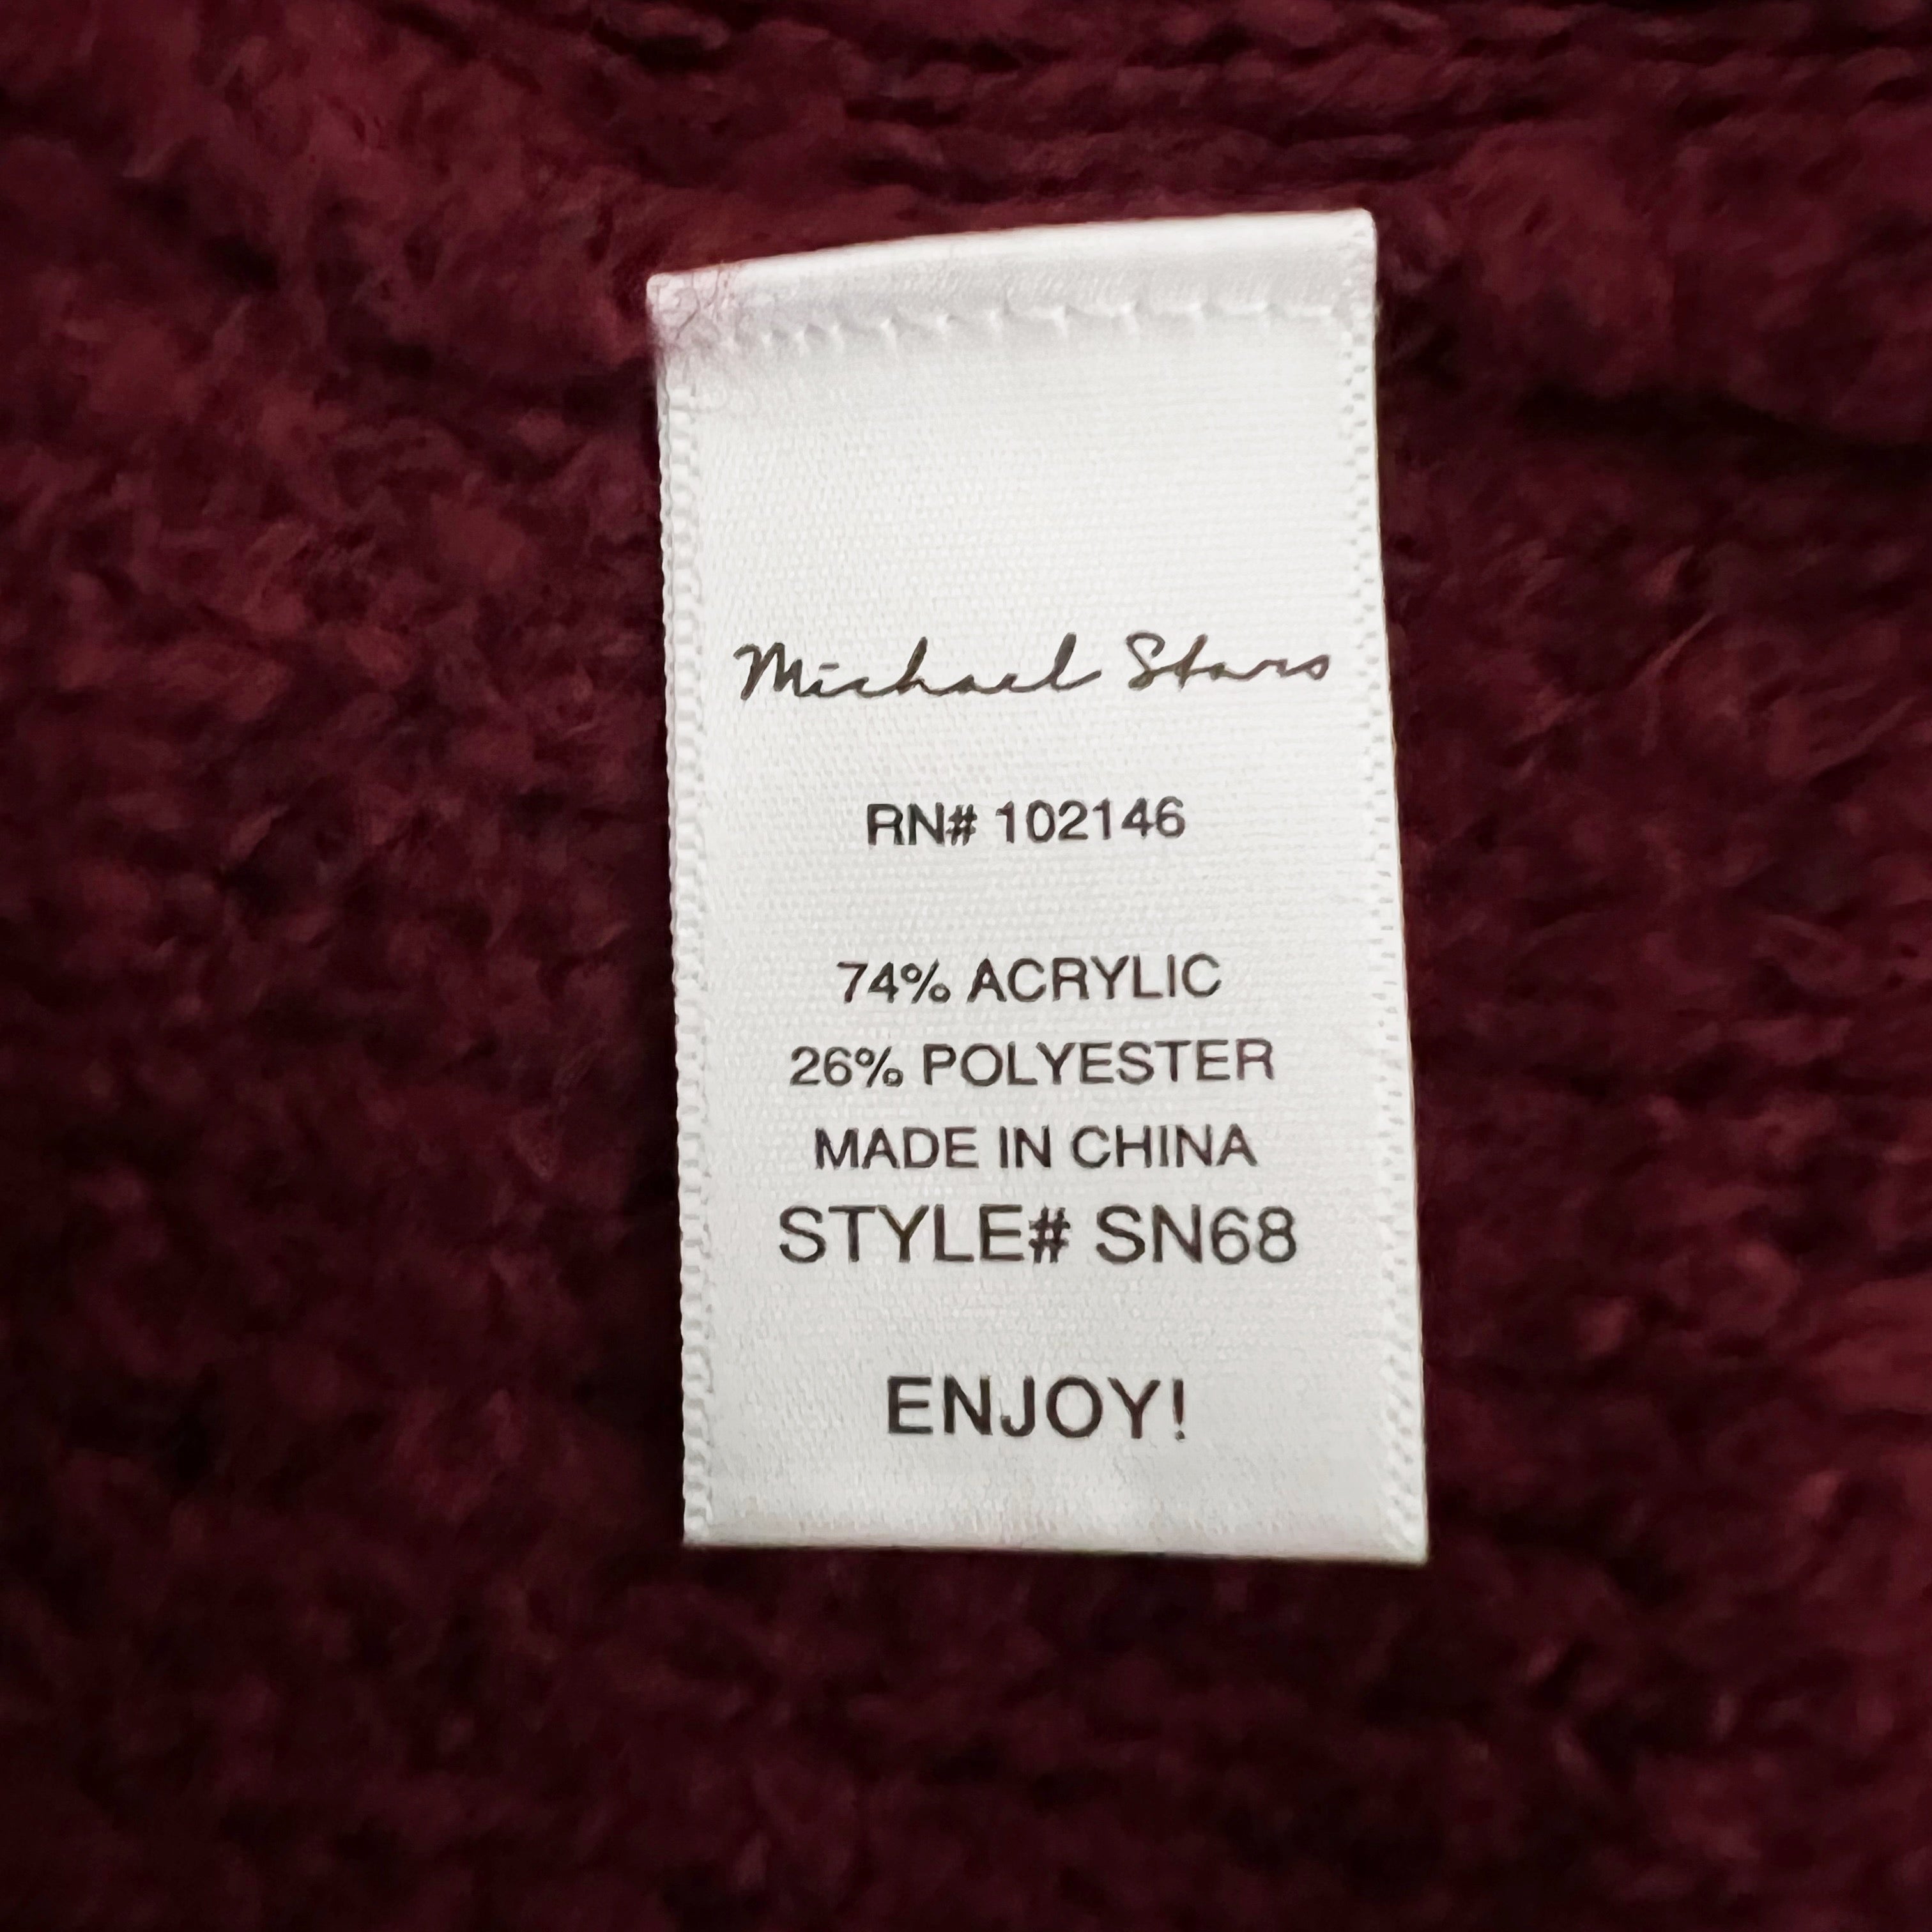 Michael Stars
RN# 102146
74% ACRYLIC
26% POLYESTER
MADE IN CHINA
STYLE# SN68
ENJOY!